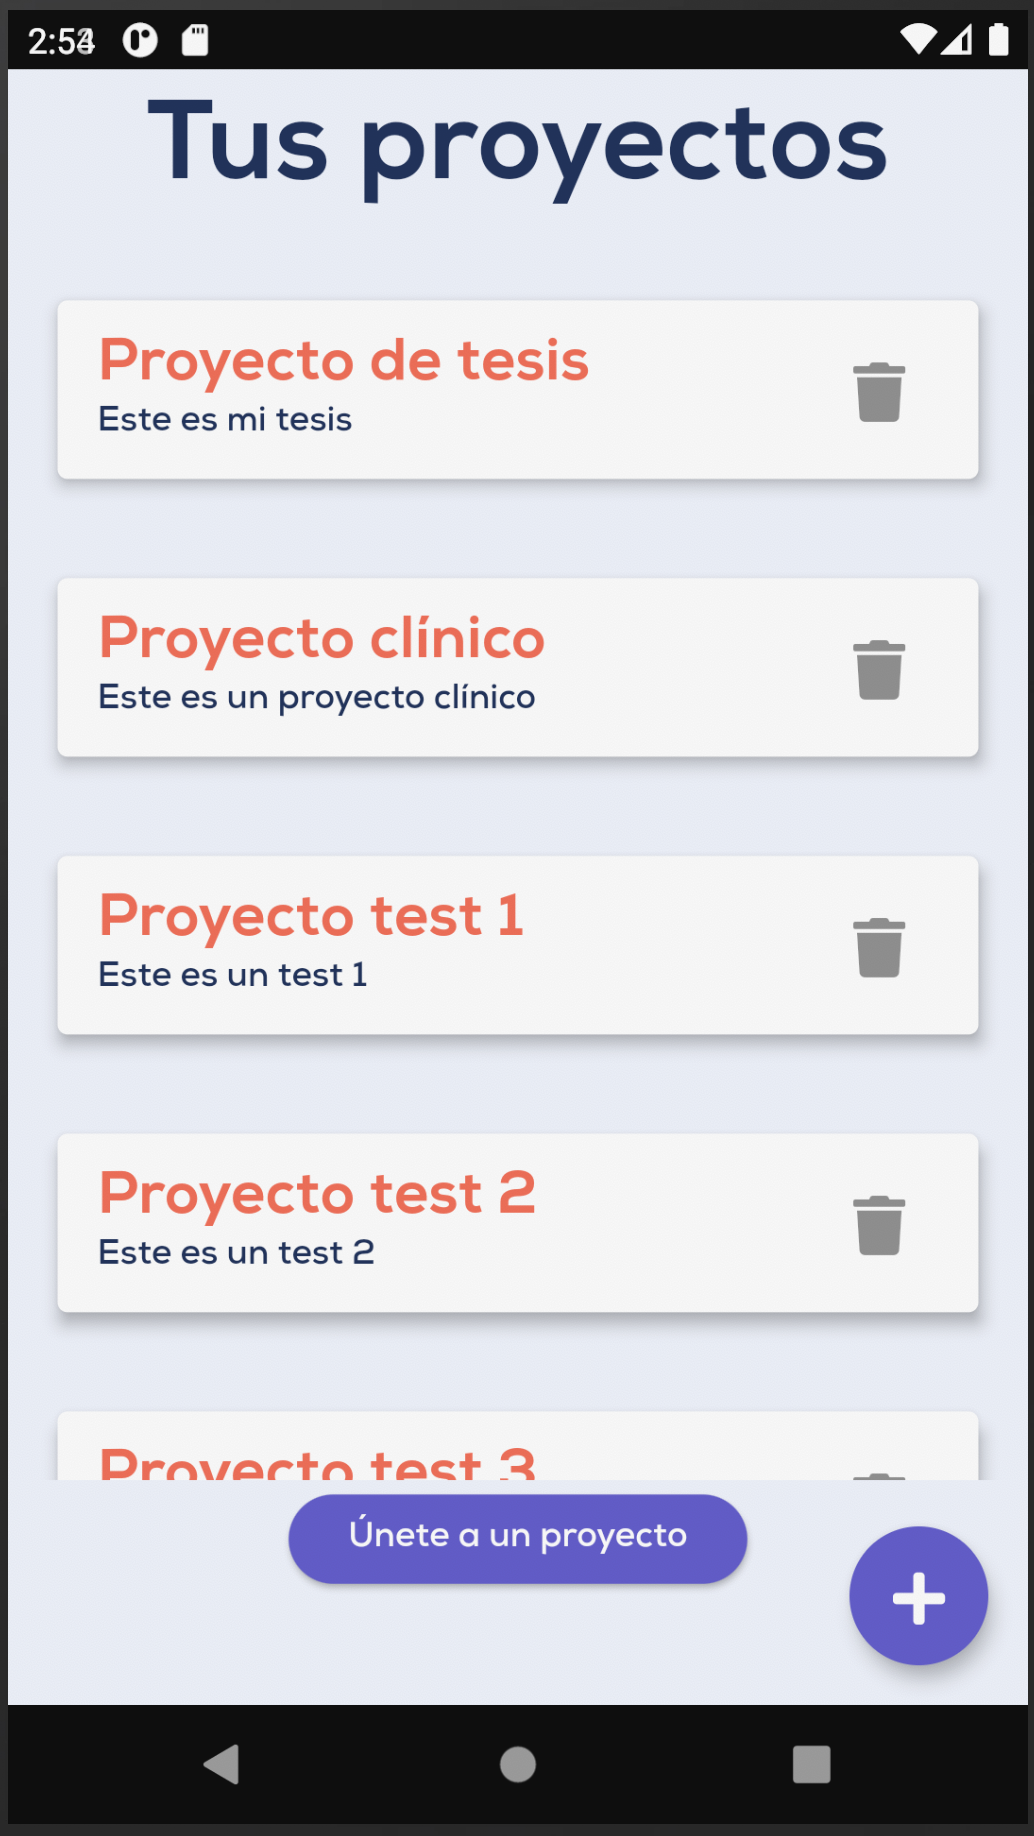 Tus proyectos
Proyecto de tesis
Este es mi tesis
Proyecto clínico
Este es un proyecto clínico
Proyecto test 1
Este es un test 1
Proyecto test 2
Este es un test 2
Proyecto test 3
Únete a un proyecto